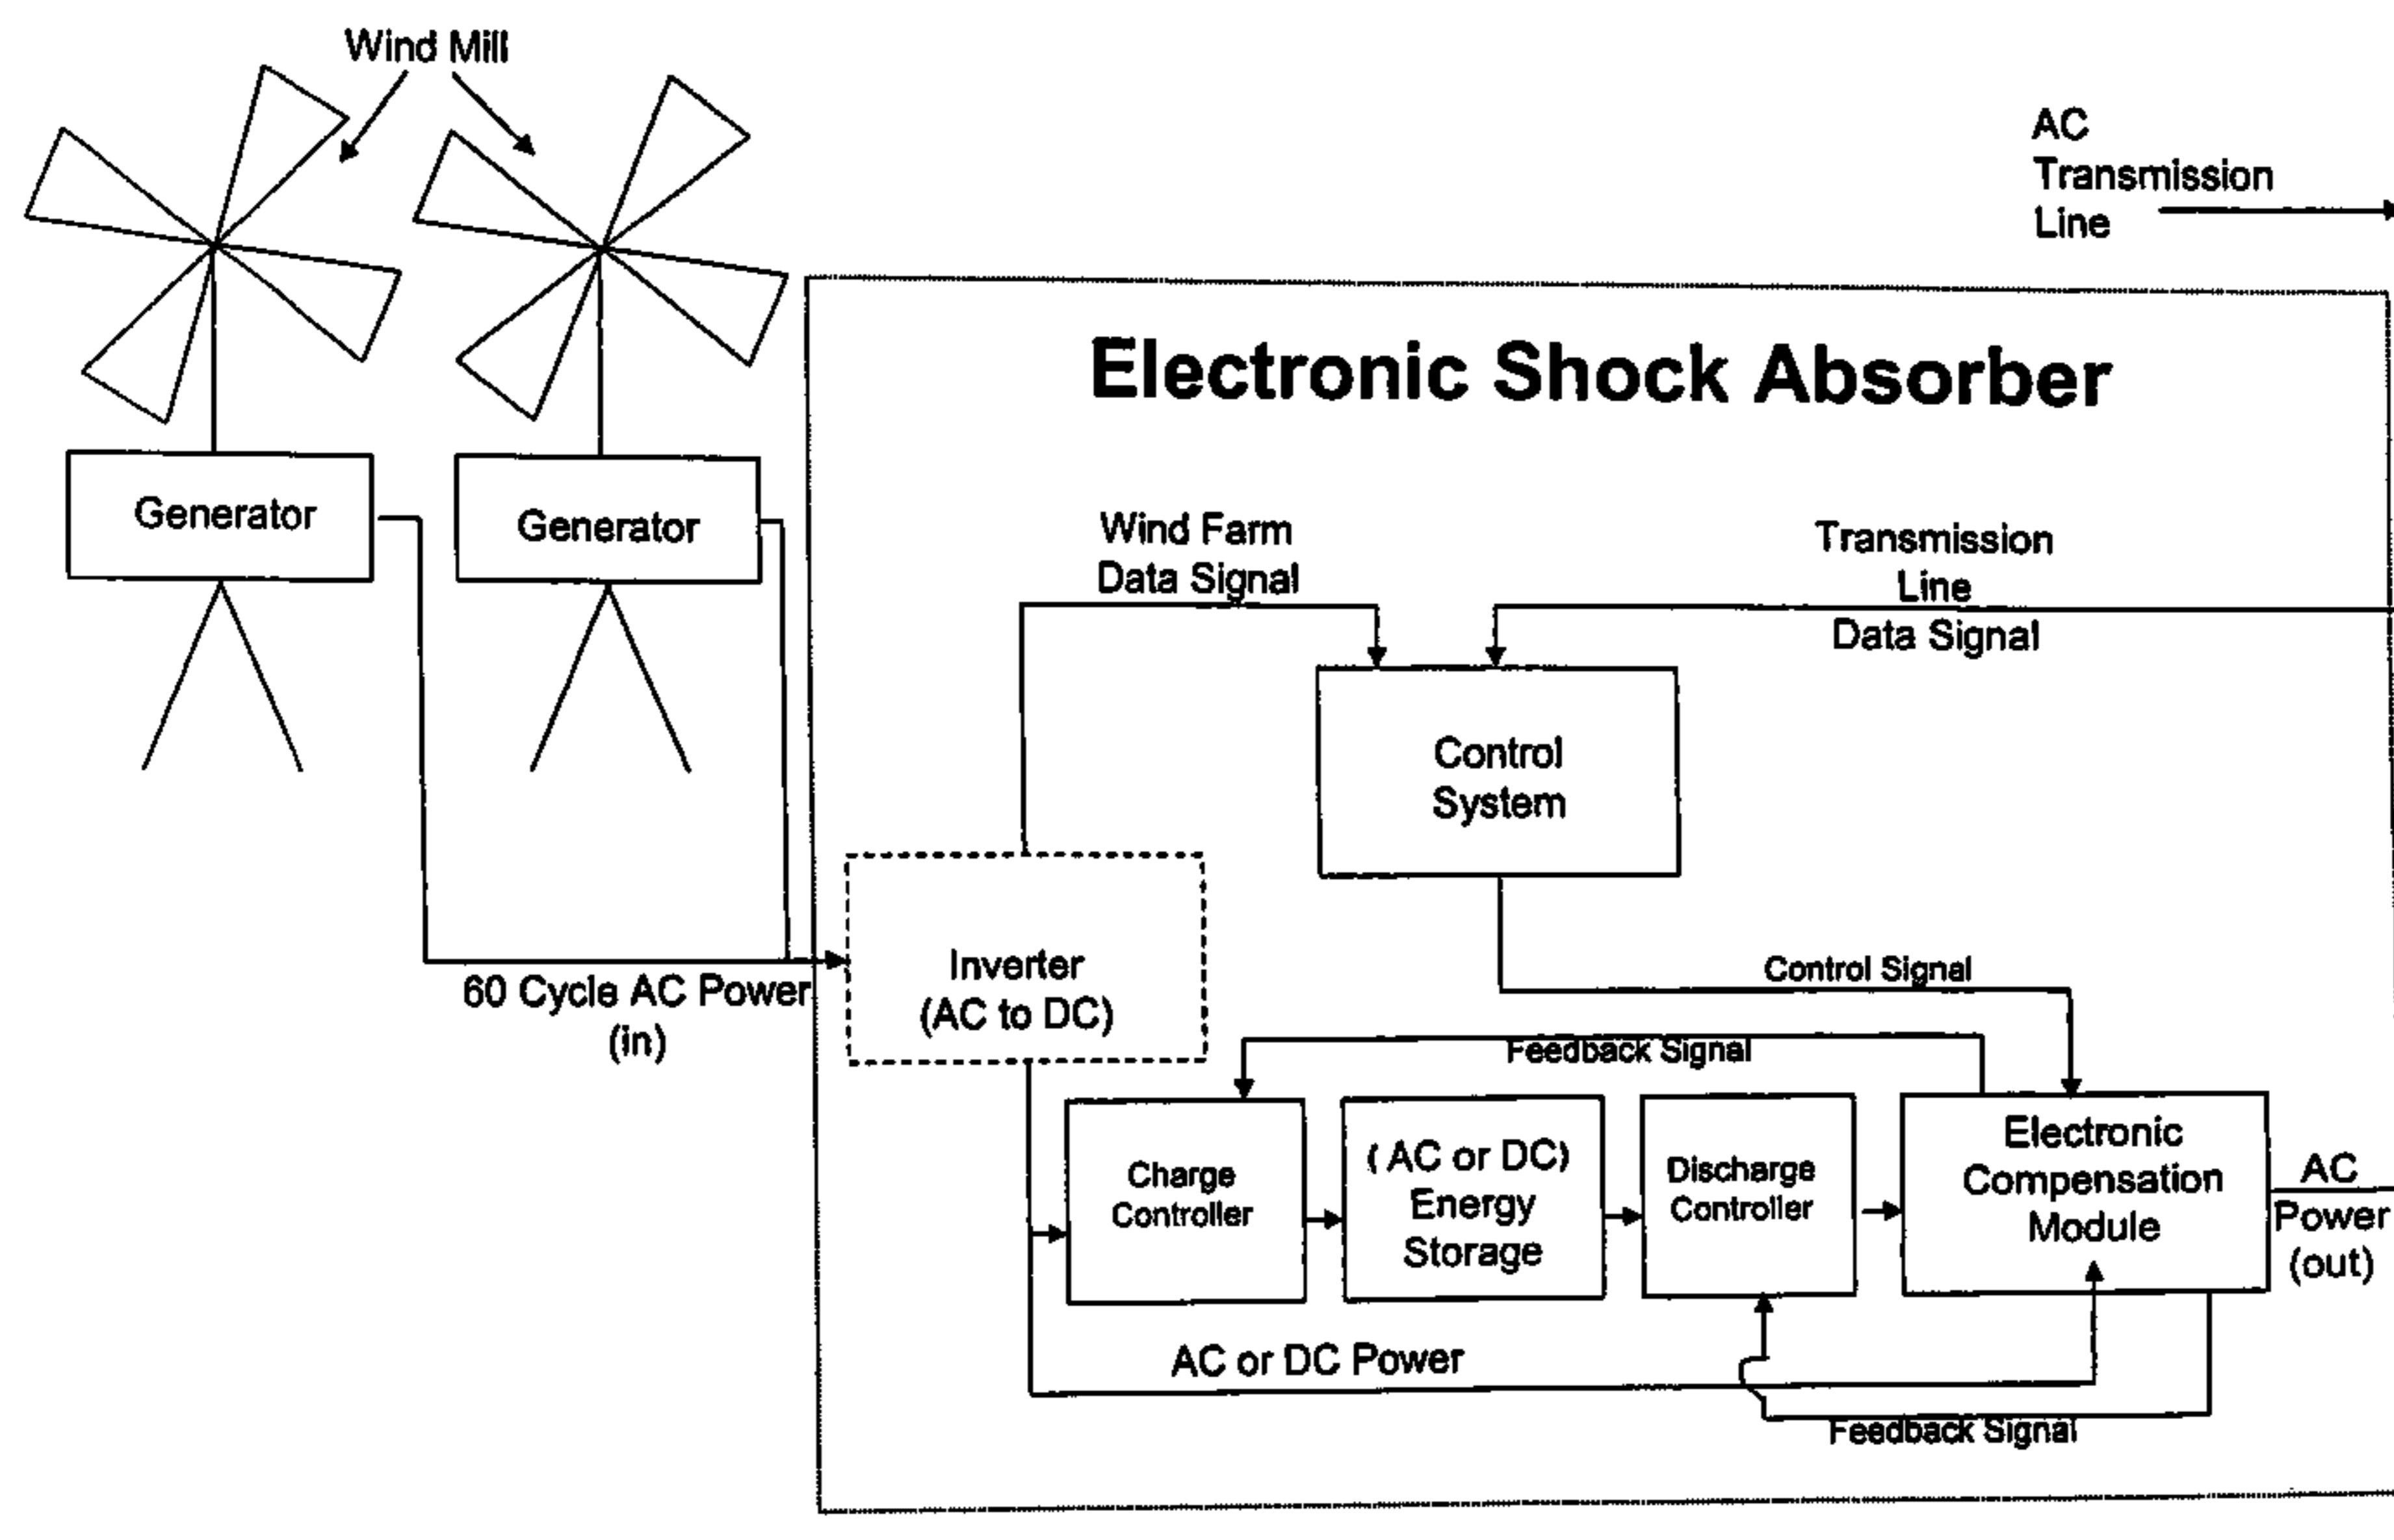 Wind Mill
AC
Transmission
Line
Electronic Shock Absorber
Generator
Generator
Wind Farm
Data Signal
Transmission
Line
Data Signal
Control
System
60 Cycle AC Power
(in)
Inverter
(AC to DC)
Control Signal
Feedback Signal
Charge
Controller
( AC or DC)
Energy
Storage
Discharge
Controller
Electronic
Compensation
Module
AC
Power
(out)
AC or DC Power
Feedback Signal